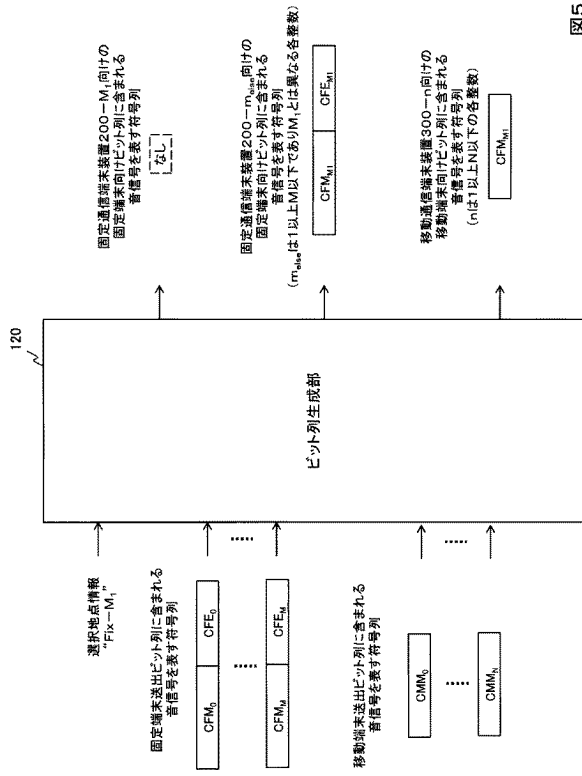 120
選択地点情報
“Fix－M₁”
固定端末送出ビット列に含まれる
音信号を表す符号列
CFM₀ CFE₀
CFM_M CFE_M
移動端末送出ビット列に含まれる
音信号を表す符号列
CMM₀
CMM_N
ビット列生成部
固定通信端末装置200－M₁向けの
固定端末向けビット列に含まれる
音信号を表す符号列
なし
固定通信端末装置200－m_else向けの
固定端末向けビット列に含まれる
音信号を表す符号列
(m_elseは1以上M以下でありM₁とは異なる各整数)
CFM_M1 CFE_M1
移動通信端末装置300－n向けの
移動端末向けビット列に含まれる
音信号を表す符号列
(nは1以上N以下の各整数)
CFM_M1
図5